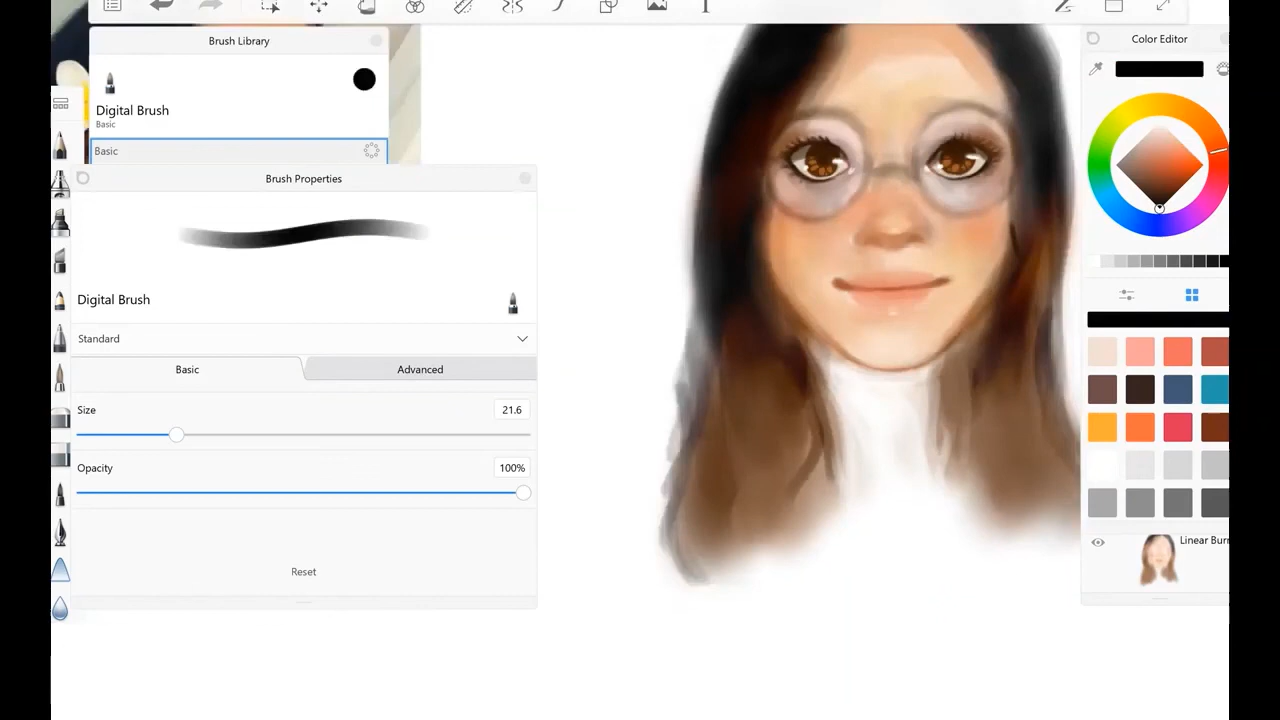 Brush Library
Digital Brush
Basic
Basic
Brush Properties
Digital Brush
Standard
Basic
Advanced
Size
21.6
Opacity
100%
Reset
Color Editor
Linear Burn